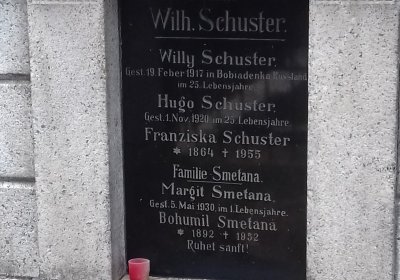 Wilh. Schuster.
Willy Schuster.
Gest. 19. Feber 1917 in Bobiadenka Russland
im 25. Lebensjahre.
Hugo Schuster.
Gest. 1. Nov. 1920 im 25. Lebensjahre.
Franziska Schuster
* 1864 ✝ 1955
Familie Smetana.
Margit Smetana.
Gest. 5. Mai 1930, im 1. Lebensjahre.
Bohumil Smetana
* 1892 ✝ 1952
Ruhet sanft!